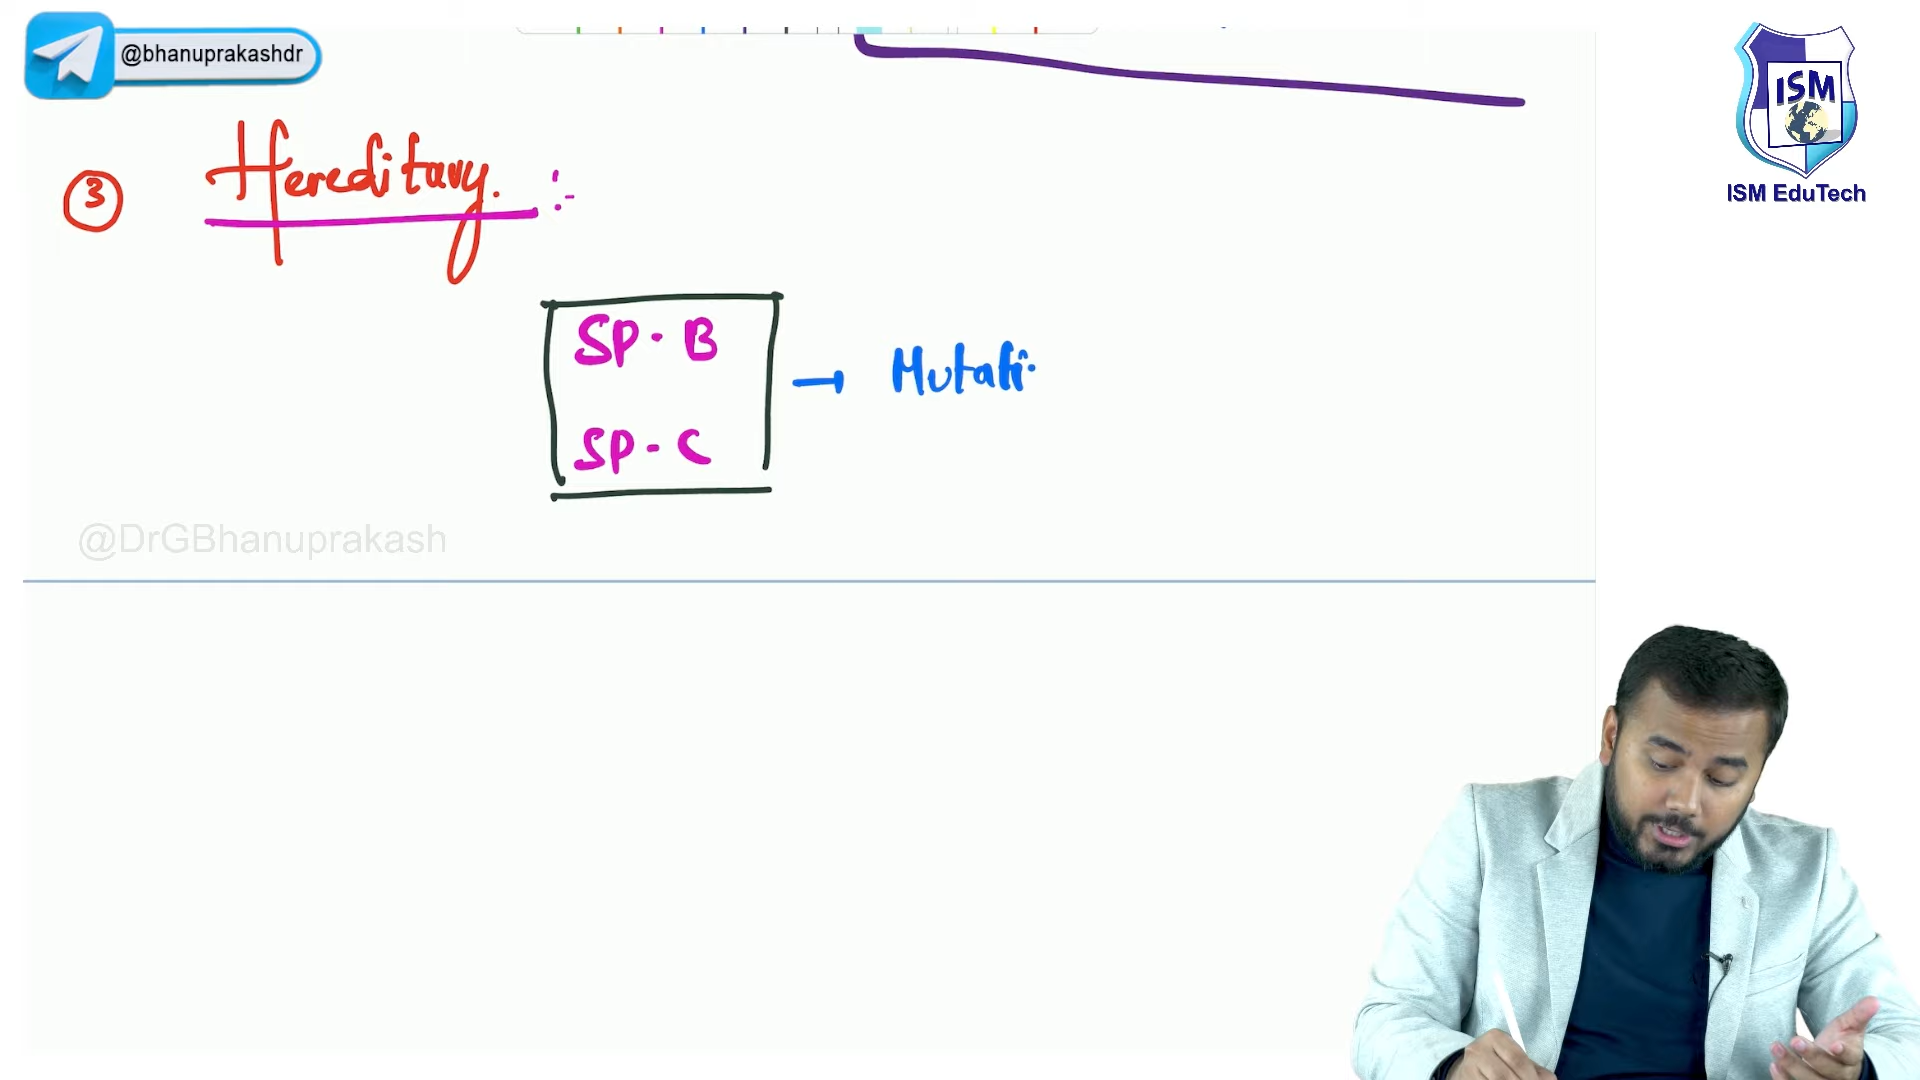 @bhanuprakashdr
ISM
ISM EduTech
3 Hereditary. :-
SP - B
SP - C
→ Mutati
@DrGBhanuprakash